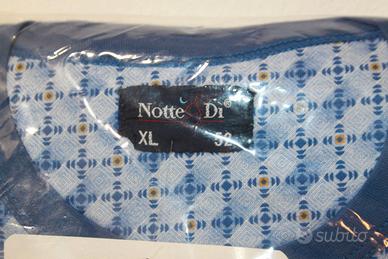 Notte Di®
XL 52
subito